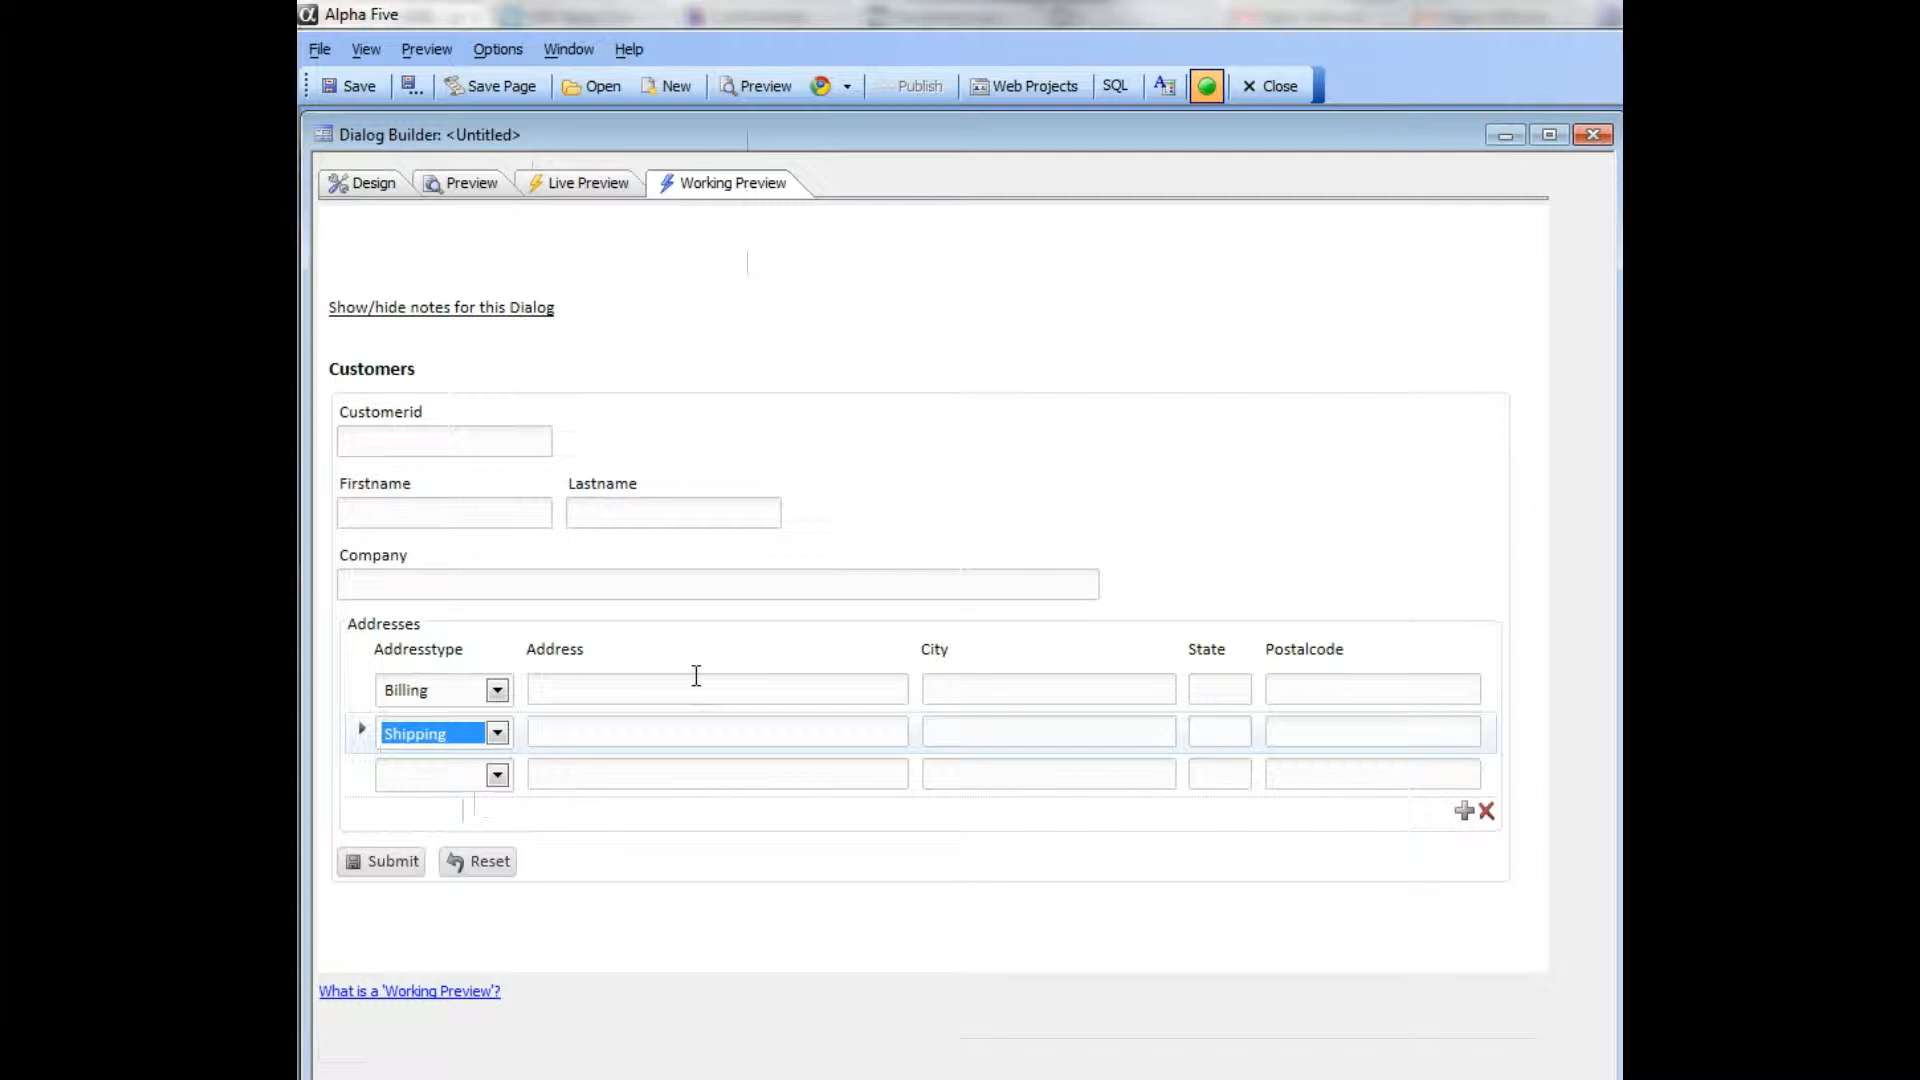 Alpha Five
File View Preview Options Window Help
Save Save Page Open New Preview Publish Web Projects SQL Close
Dialog Builder: <Untitled>
Design Preview Live Preview Working Preview
Show/hide notes for this Dialog
Customers
Customerid
Firstname Lastname
Company
Addresses
Addresstype Address City State Postalcode
Billing
Shipping
Submit Reset
What is a 'Working Preview'?